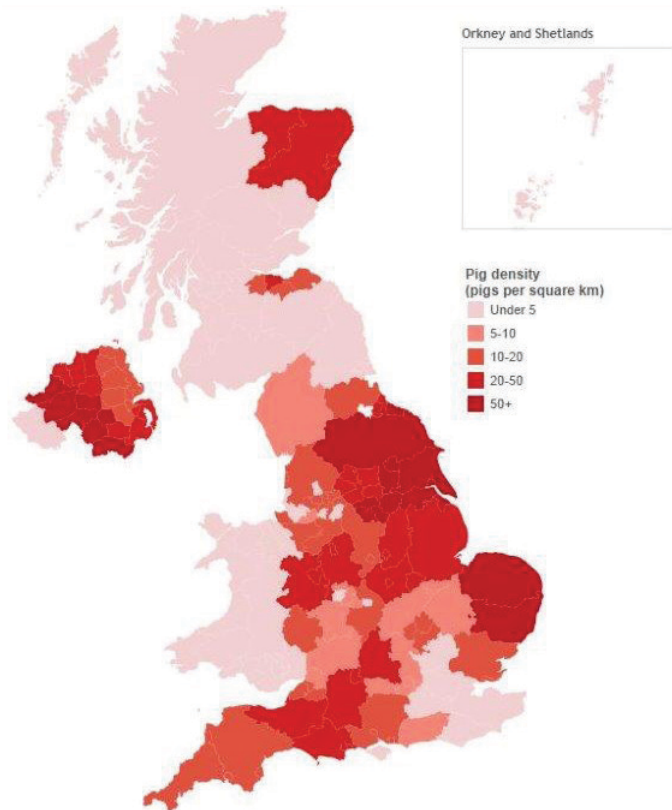 Orkney and Shetlands
Pig density
(pigs per square km)
Under 5
5-10
10-20
20-50
50+